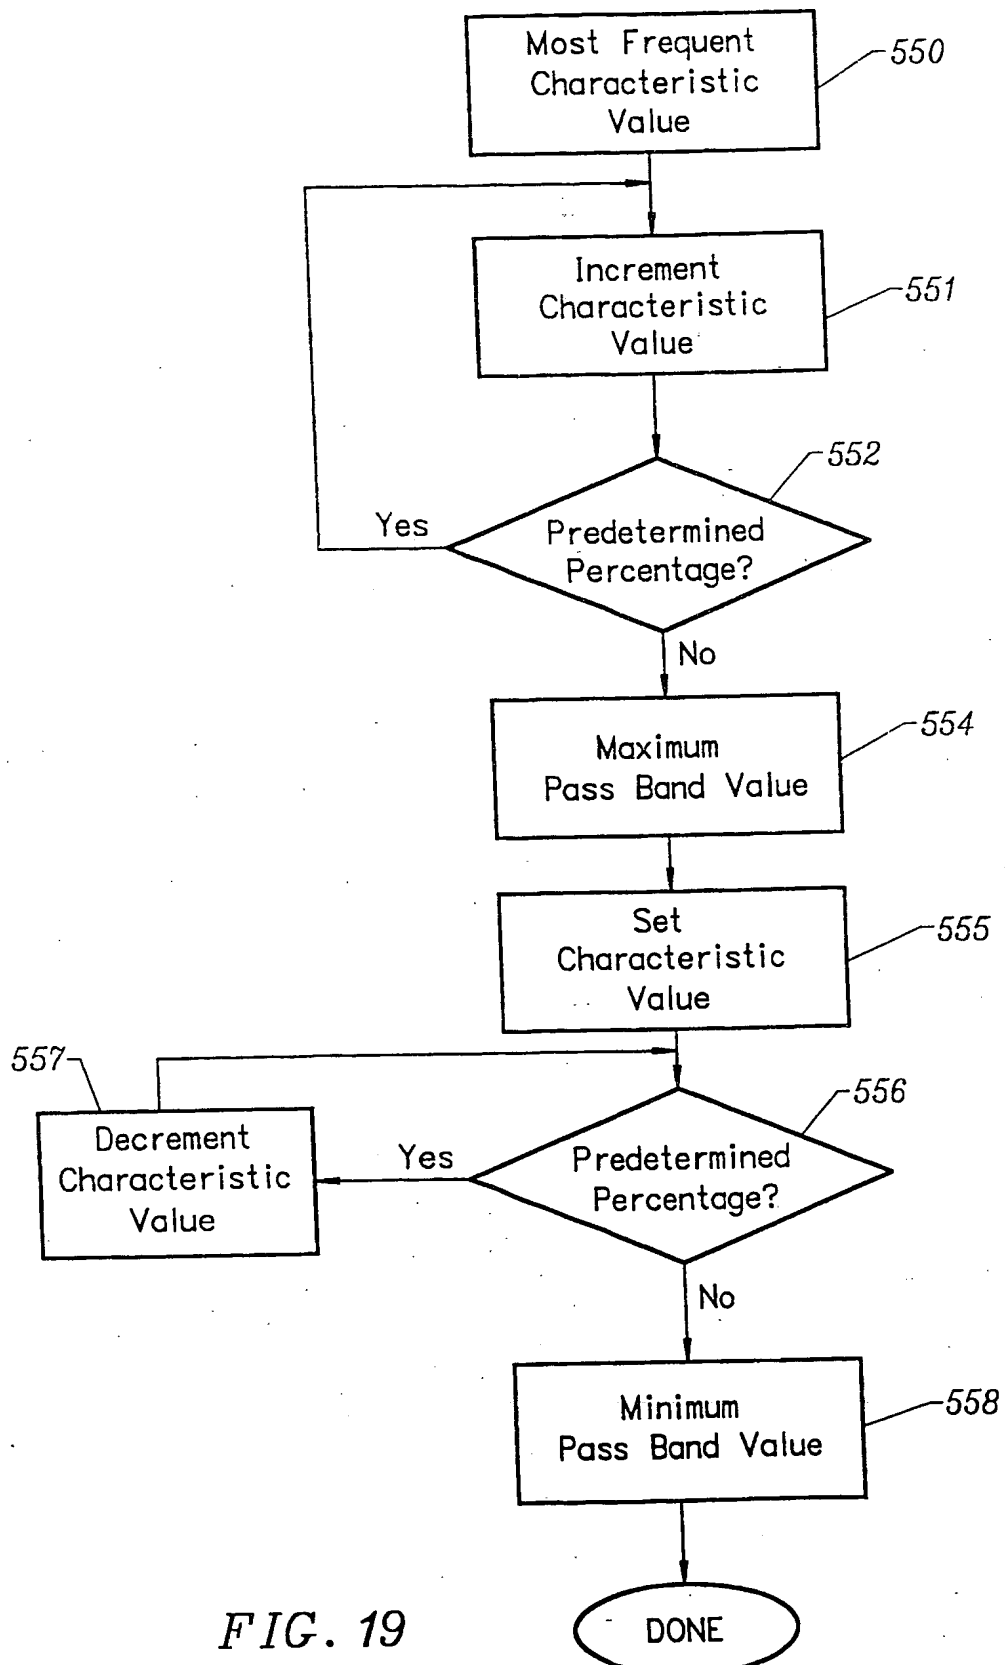 Most Frequent
Characteristic
Value
550
Increment
Characteristic
Value
551
552
Yes
Predetermined
Percentage?
No
Maximum
Pass Band Value
554
Set
Characteristic
Value
555
557
Decrement
Characteristic
Value
Yes
556
Predetermined
Percentage?
No
Minimum
Pass Band Value
558
DONE
FIG. 19